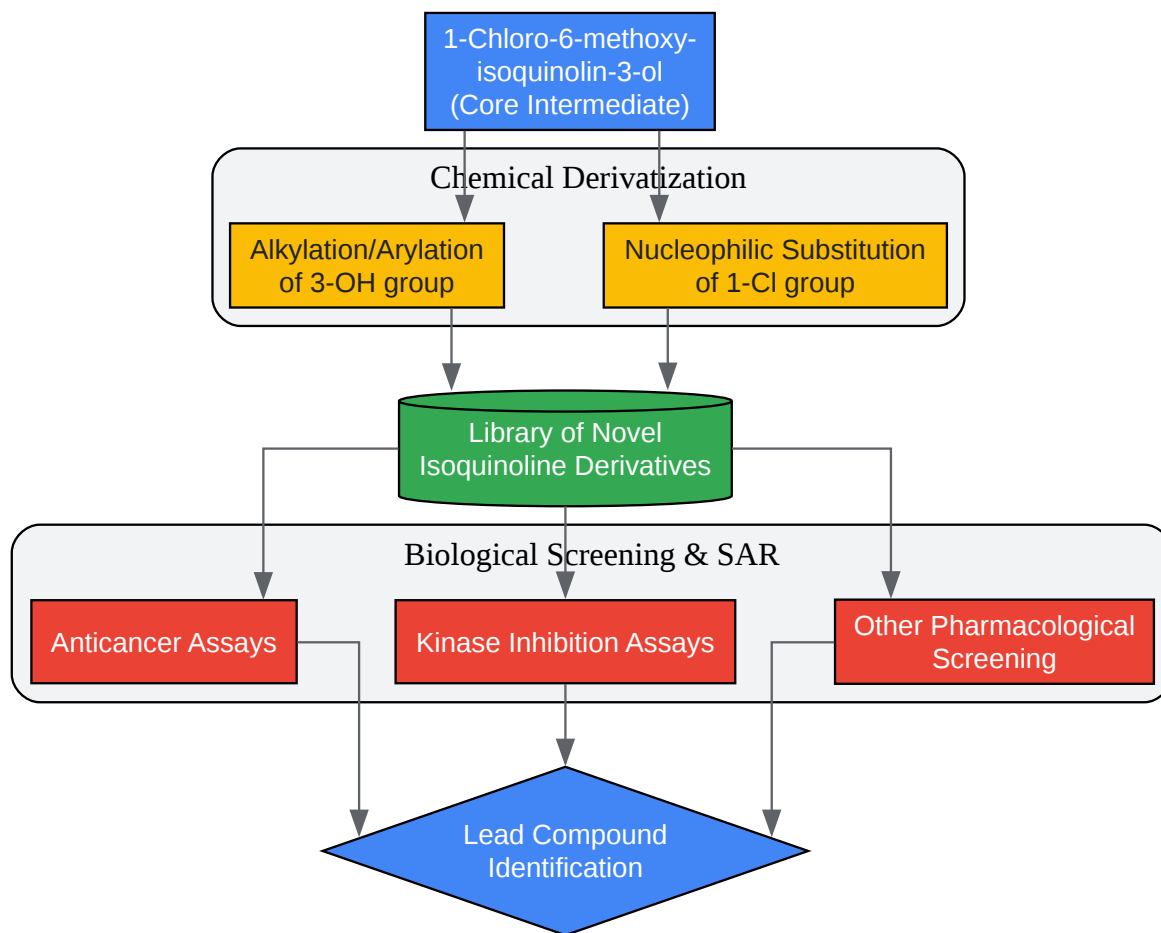 1-Chloro-6-methoxy-
isoquinolin-3-ol
(Core Intermediate)
Chemical Derivatization
Alkylation/Arylation
of 3-OH group
Nucleophilic Substitution
of 1-Cl group
Library of Novel
Isoquinoline Derivatives
Biological Screening & SAR
Anticancer Assays
Kinase Inhibition Assays
Other Pharmacological
Screening
Lead Compound
Identification